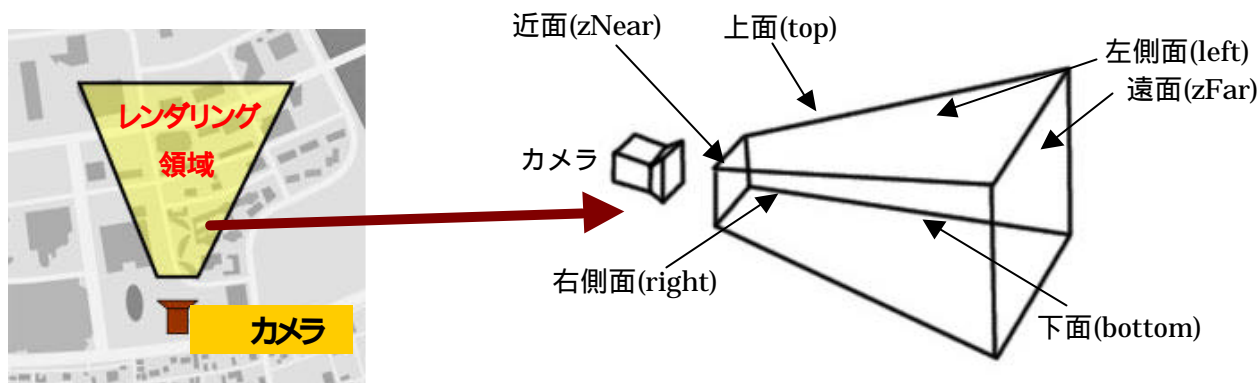 レンダリング
領域
カメラ
近面(zNear)
上面(top)
左側面(left)
遠面(zFar)
カメラ
右側面(right)
下面(bottom)